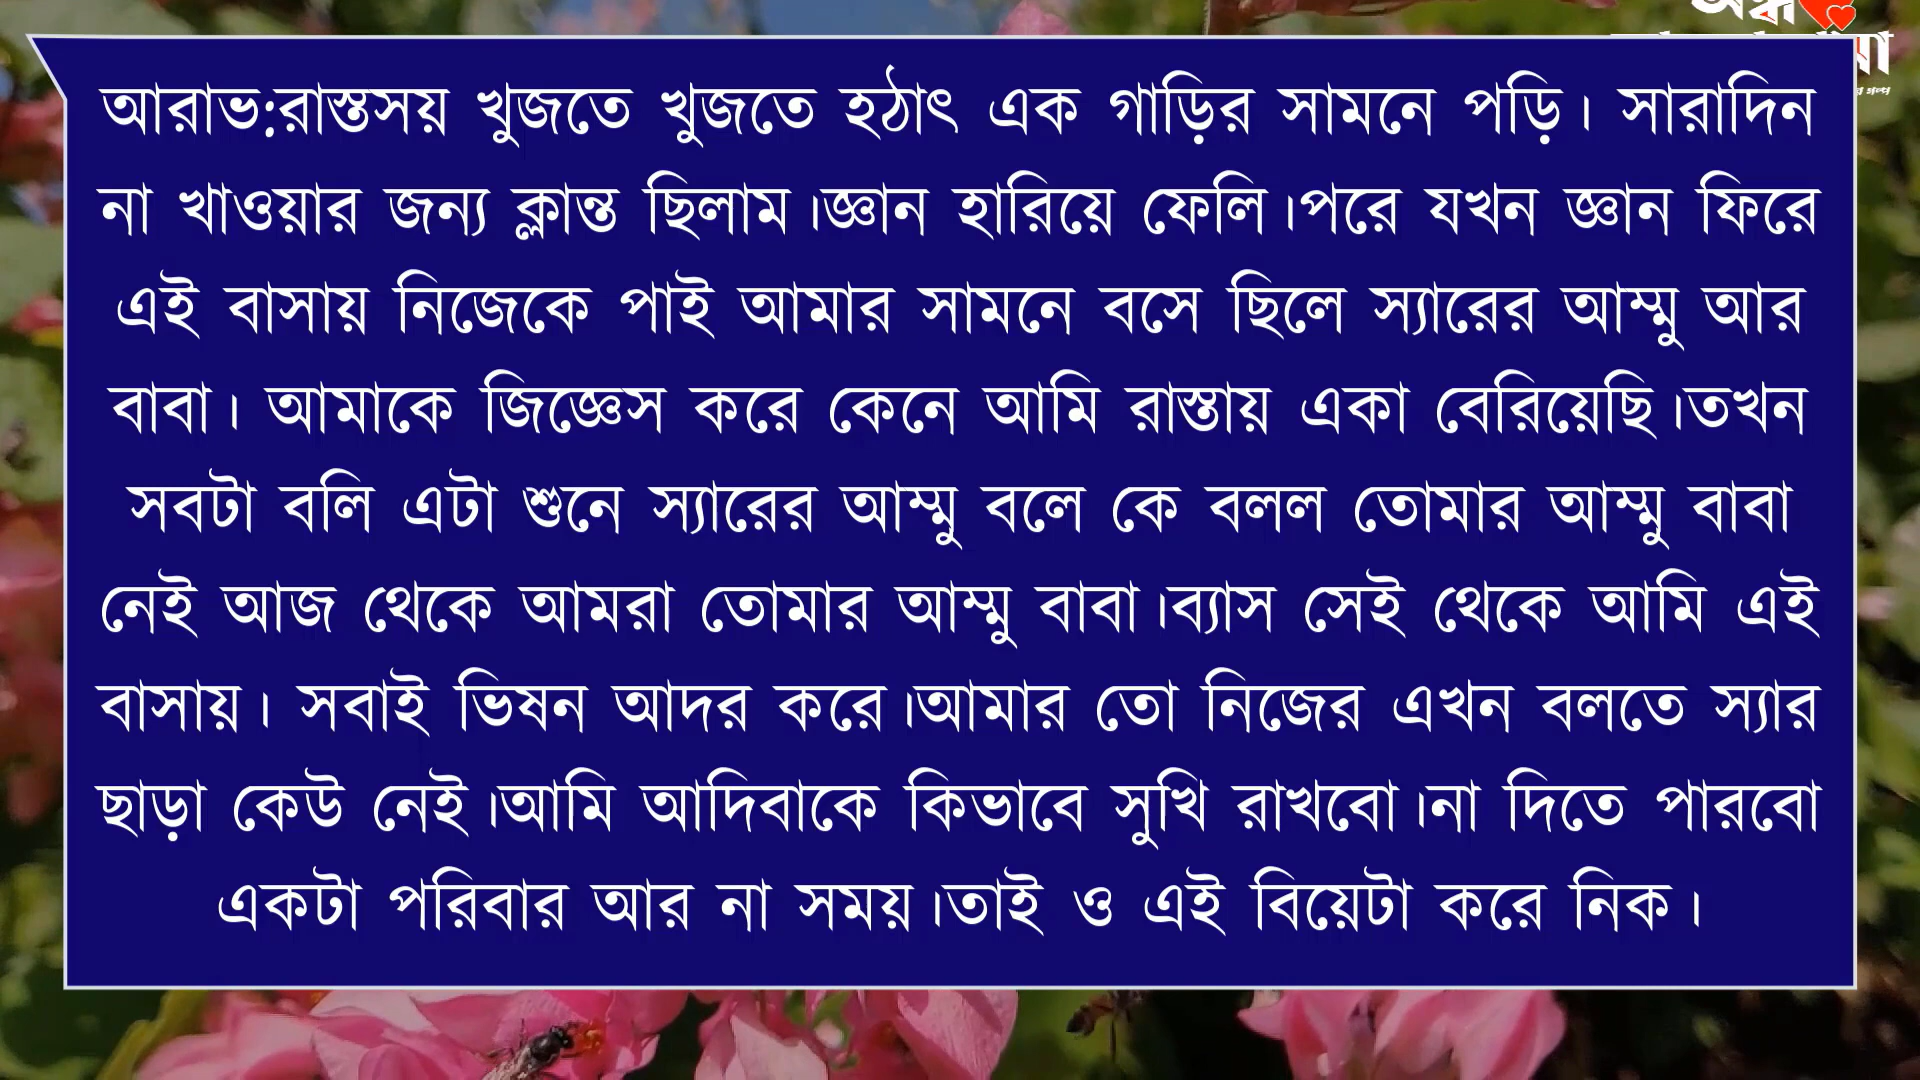 আরাভ:রাস্তসয় খুজতে খুজতে হঠাৎ এক গাড়ির সামনে পড়ি। সারাদিন
না খাওয়ার জন্য ক্লান্ত ছিলাম।জ্ঞান হারিয়ে ফেলি।পরে যখন জ্ঞান ফিরে
এই বাসায় নিজেকে পাই আমার সামনে বসে ছিলে স্যারের আম্মু আর
বাবা। আমাকে জিজ্ঞেস করে কেনে আমি রাস্তায় একা বেরিয়েছি।তখন
সবটা বলি এটা শুনে স্যারের আম্মু বলে কে বলল তোমার আম্মু বাবা
নেই আজ থেকে আমরা তোমার আম্মু বাবা।ব্যাস সেই থেকে আমি এই
বাসায়। সবাই ভিষন আদর করে।আমার তো নিজের এখন বলতে স্যার
ছাড়া কেউ নেই।আমি আদিবাকে কিভাবে সুখি রাখবো।না দিতে পারবো
একটা পরিবার আর না সময়।তাই ও এই বিয়েটা করে নিক।